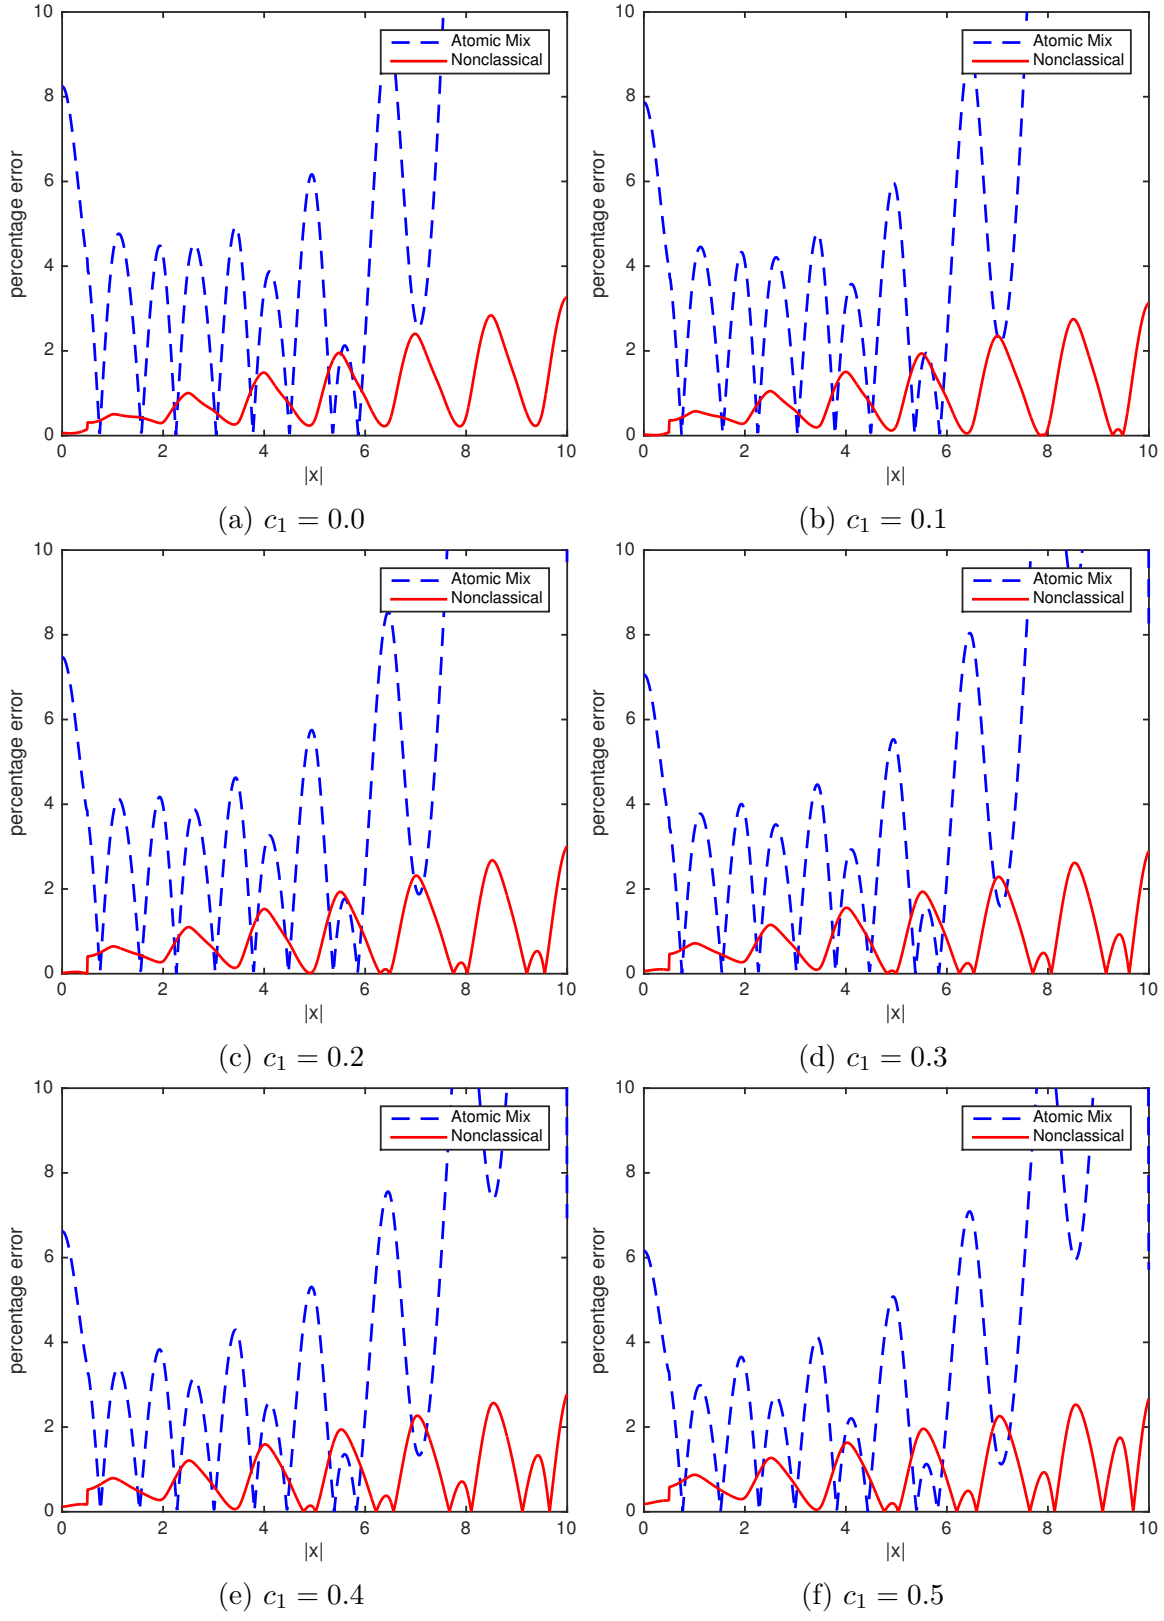 10
8
6
4
2
0
percentage error
Atomic Mix
Nonclassical
0 2 4 6 8 10
|x|
(a) c₁ = 0.0
10
8
6
4
2
0
percentage error
Atomic Mix
Nonclassical
0 2 4 6 8 10
|x|
(b) c₁ = 0.1
10
8
6
4
2
0
percentage error
Atomic Mix
Nonclassical
0 2 4 6 8 10
|x|
(c) c₁ = 0.2
10
8
6
4
2
0
percentage error
Atomic Mix
Nonclassical
0 2 4 6 8 10
|x|
(d) c₁ = 0.3
10
8
6
4
2
0
percentage error
Atomic Mix
Nonclassical
0 2 4 6 8 10
|x|
(e) c₁ = 0.4
10
8
6
4
2
0
percentage error
Atomic Mix
Nonclassical
0 2 4 6 8 10
|x|
(f) c₁ = 0.5